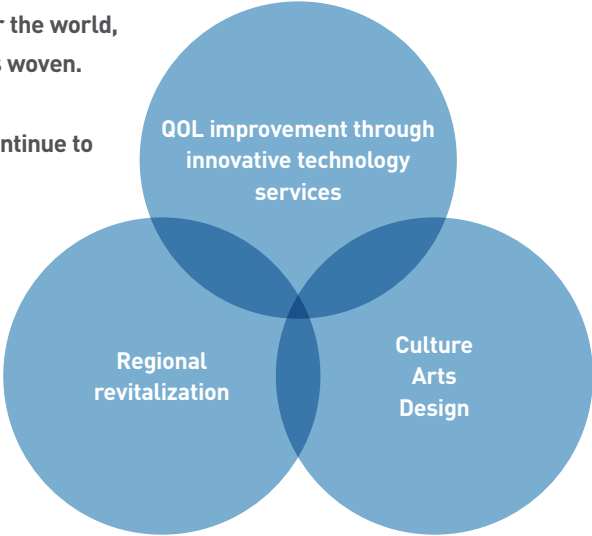 the world,
woven.
ntinue to
QOL improvement through
innovative technology
services
Regional
revitalization
Culture
Arts
Design